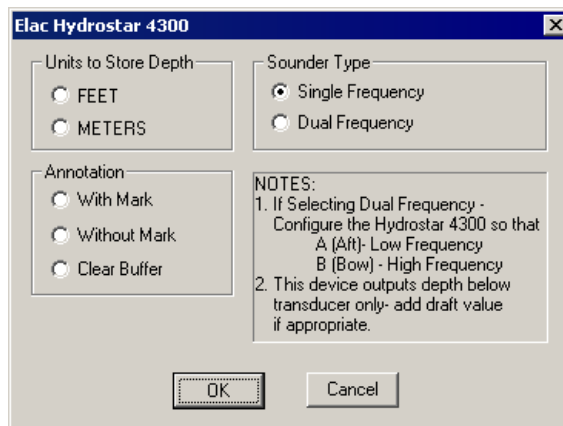 Elac Hydrostar 4300
Units to Store Depth
FEET
METERS
Sounder Type
Single Frequency
Dual Frequency
Annotation
With Mark
Without Mark
Clear Buffer
NOTES:
1. If Selecting Dual Frequency -
Configure the Hydrostar 4300 so that
A (Aft)- Low Frequency
B (Bow) - High Frequency
2. This device outputs depth below
transducer only- add draft value
if appropriate.
OK
Cancel